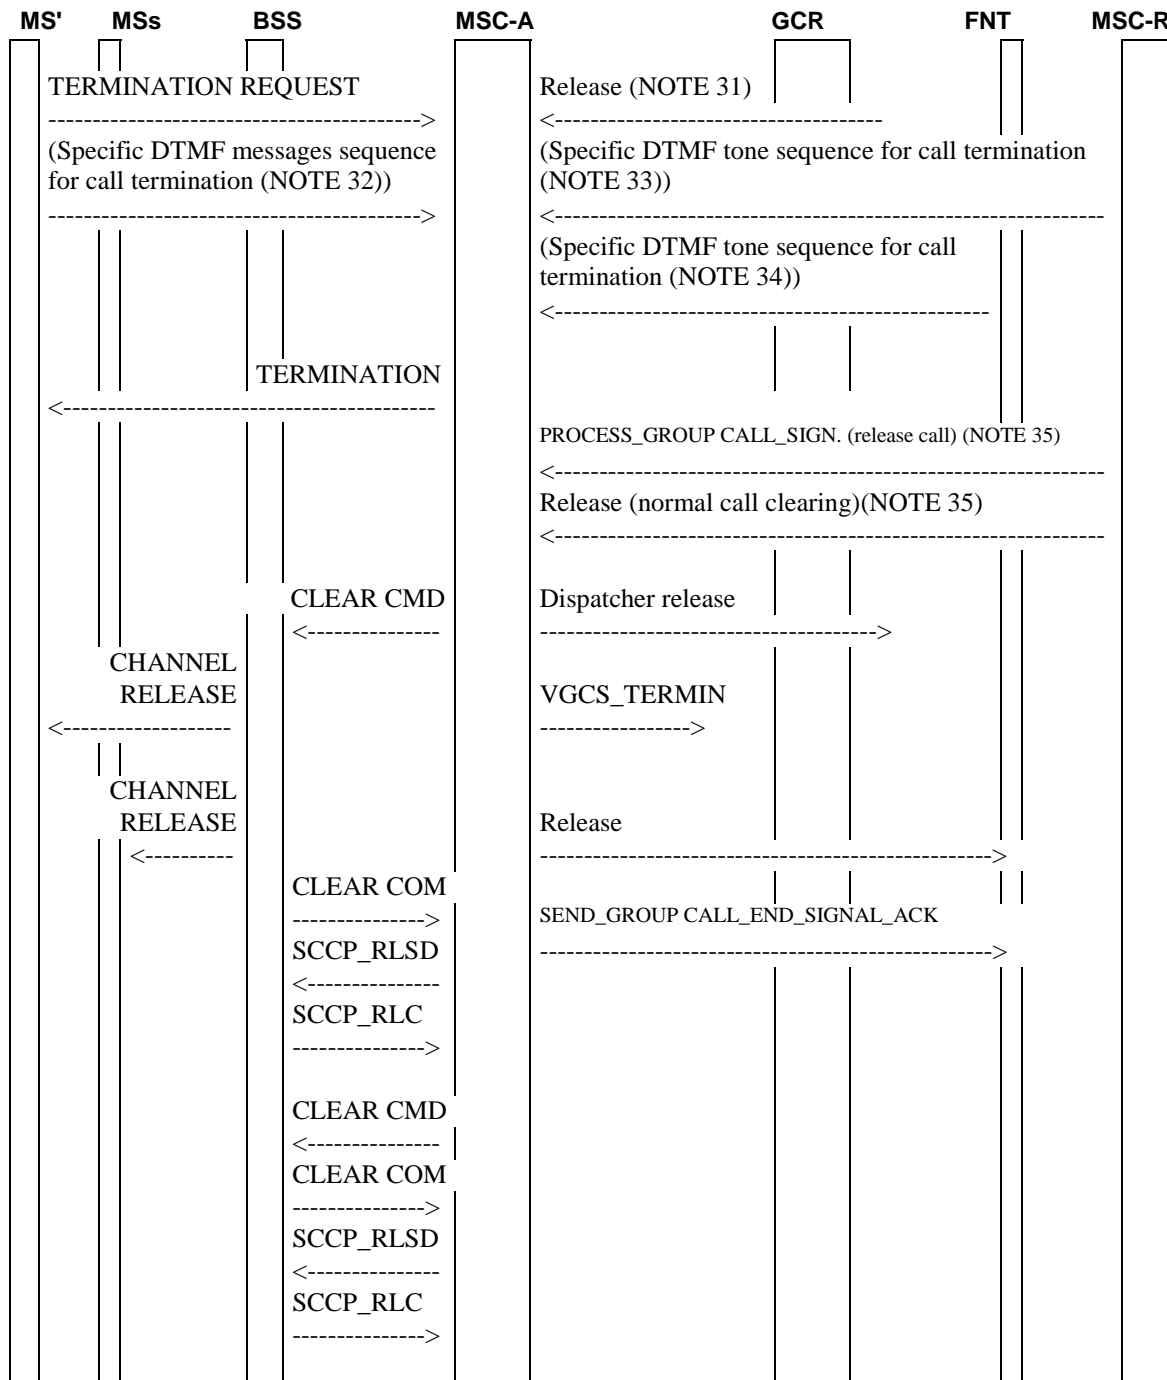 MS' MSs BSS MSC-A GCR FNT MSC-R
TERMINATION REQUEST Release (NOTE 31)
------------------------------------------> <-------------------------------------
(Specific DTMF messages sequence (Specific DTMF tone sequence for call termination
for call termination (NOTE 32)) (NOTE 33))
------------------------------------------> <--------------------------------------------------------------
(Specific DTMF tone sequence for call
termination (NOTE 34))
<-------------------------------------------------
TERMINATION
<------------------------------------------
PROCESS_GROUP CALL_SIGN. (release call) (NOTE 35)
<--------------------------------------------------------------
Release (normal call clearing)(NOTE 35)
<--------------------------------------------------------------
CLEAR CMD Dispatcher release
<--------------- -------------------------------------->
CHANNEL
RELEASE VGCS_TERMIN
<------------------- ----------------->
CHANNEL
RELEASE Release
<---------- --------------------------------------------------->
CLEAR COM SEND_GROUP CALL_END_SIGNAL_ACK
--------------->
SCCP_RLSD --------------------------------------------------->
<---------------
SCCP_RLC
--------------->
CLEAR CMD
<---------------
CLEAR COM
--------------->
SCCP_RLSD
<---------------
SCCP_RLC
--------------->